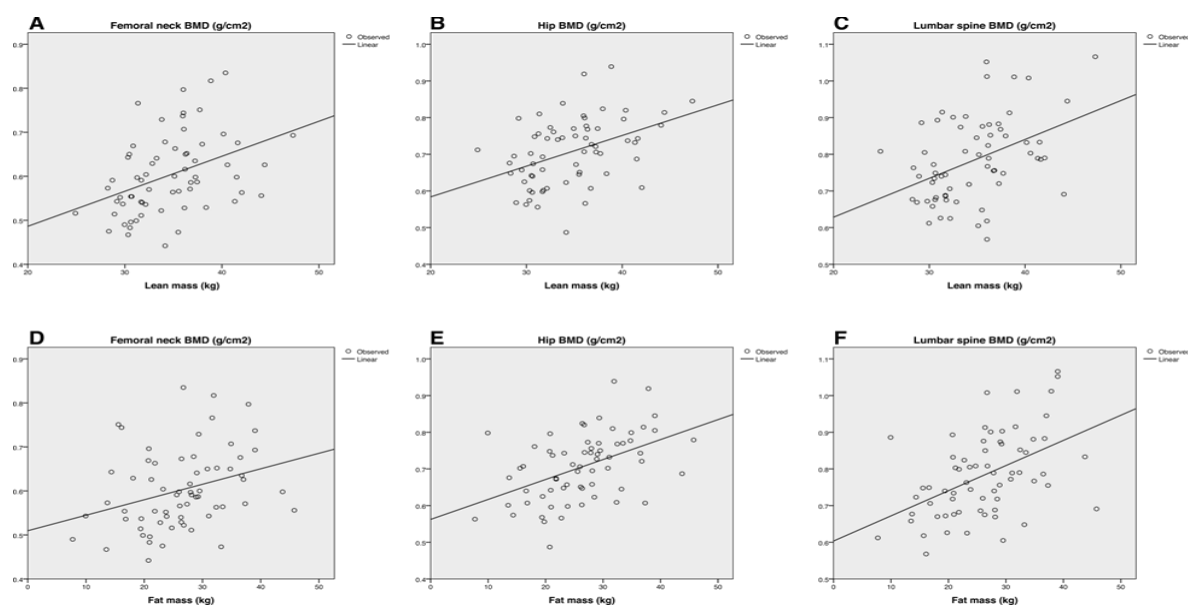 A
Femoral neck BMD (g/cm2)
Observed
Linear
0.9
0.8
0.7
0.6
0.5
0.4
20
30
40
50
Lean mass (kg)
B
Hip BMD (g/cm2)
Observed
Linear
1.0
0.9
0.8
0.7
0.6
0.5
0.4
20
30
40
50
Lean mass (kg)
C
Lumbar spine BMD (g/cm2)
Observed
Linear
1.1
1.0
0.9
0.8
0.7
0.6
0.5
20
30
40
50
Lean mass (kg)
D
Femoral neck BMD (g/cm2)
Observed
Linear
0.9
0.8
0.7
0.6
0.5
0.4
0
10
20
30
40
50
Fat mass (kg)
E
Hip BMD (g/cm2)
Observed
Linear
1.0
0.9
0.8
0.7
0.6
0.5
0.4
0
10
20
30
40
50
Fat mass (kg)
F
Lumbar spine BMD (g/cm2)
Observed
Linear
1.1
1.0
0.9
0.8
0.7
0.6
0.5
0
10
20
30
40
50
Fat mass (kg)